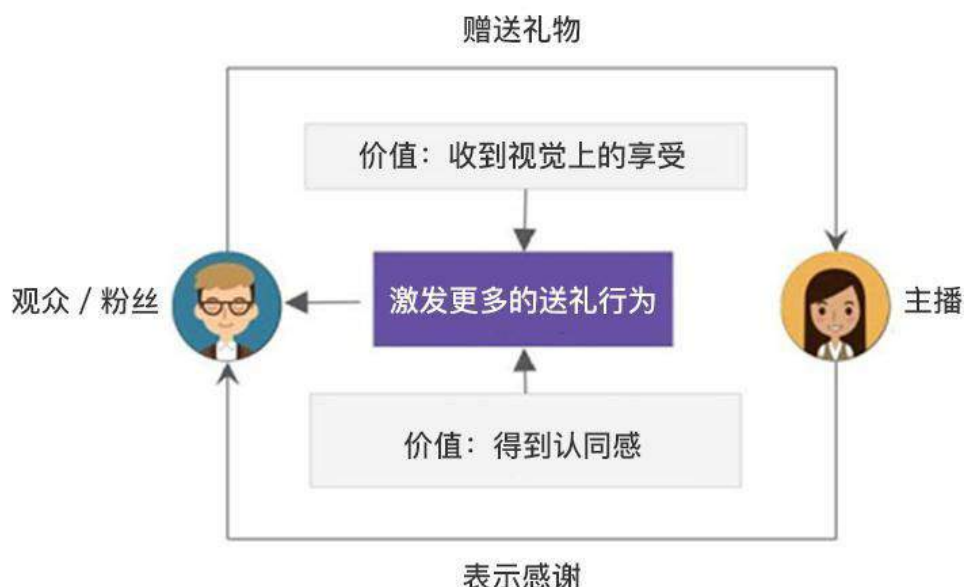 赠送礼物
价值：收到视觉上的享受
观众 / 粉丝
激发更多的送礼行为
主播
价值：得到认同感
表示感谢